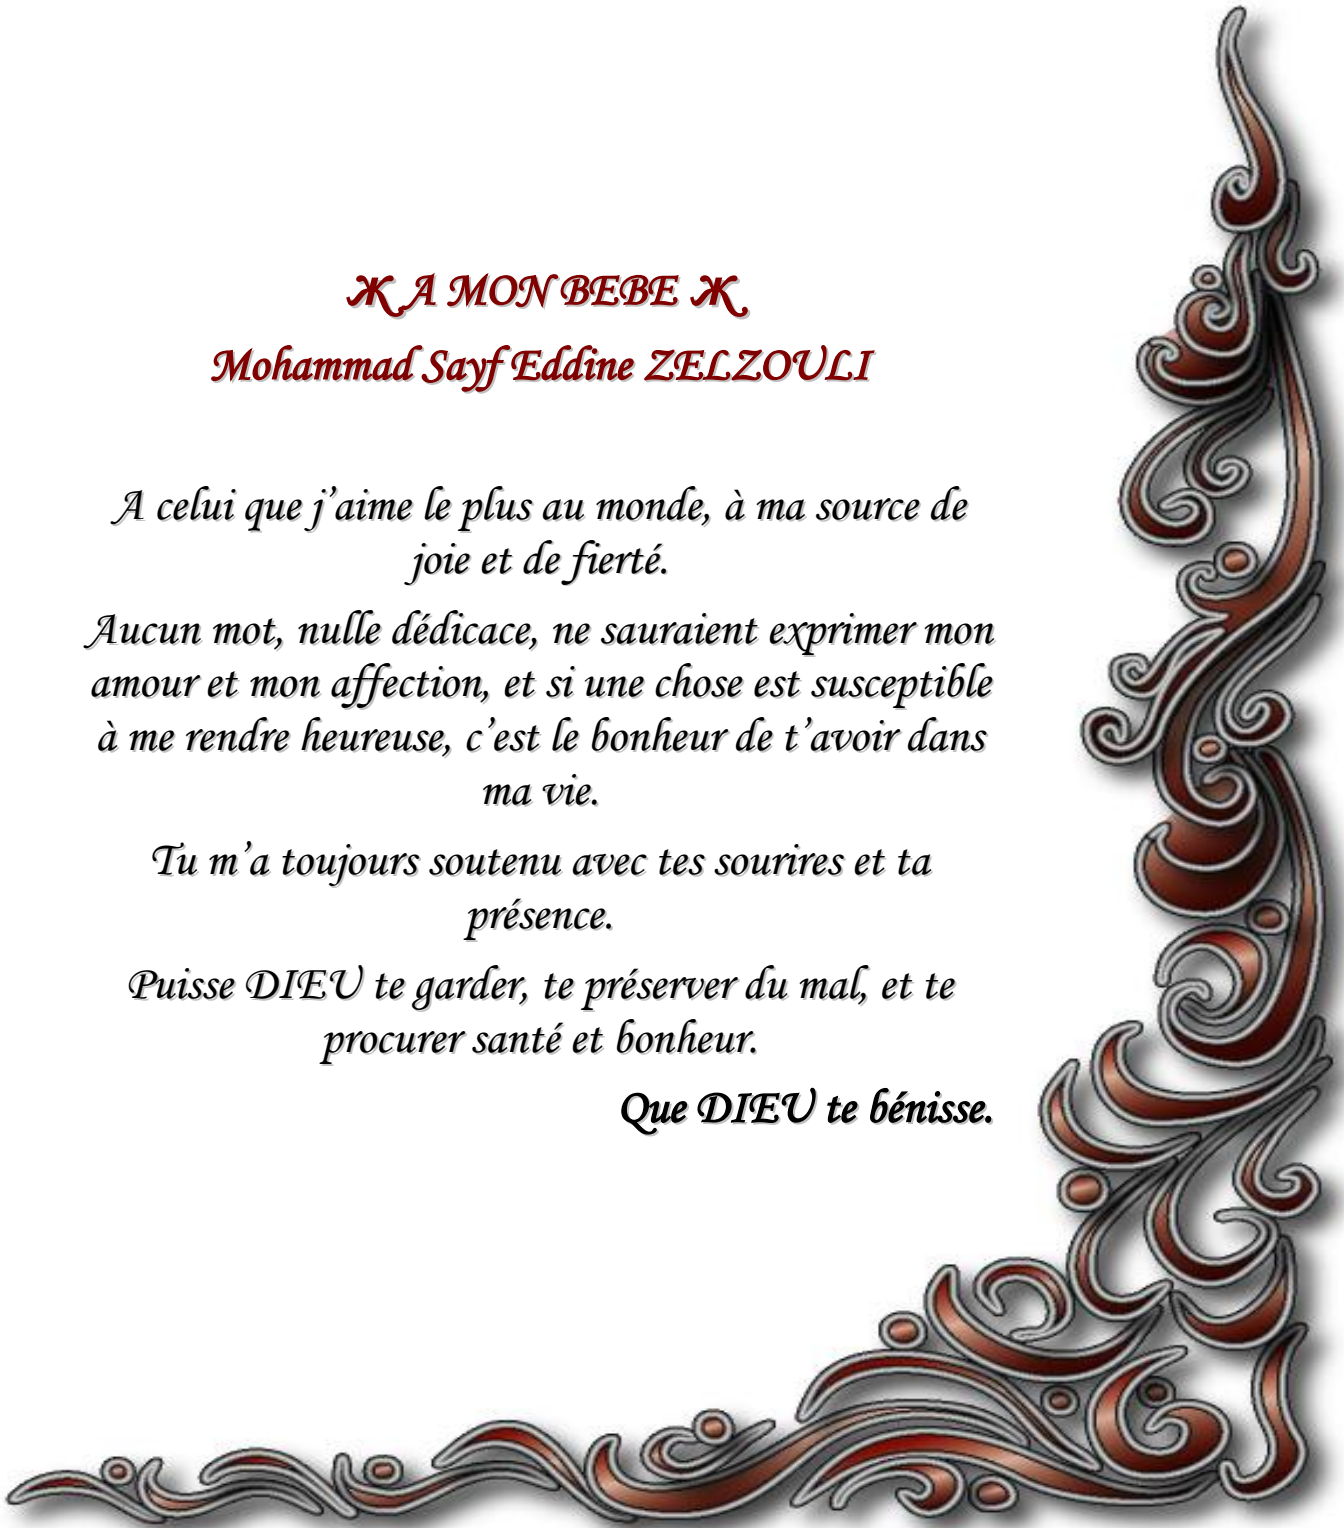 Ж A MON BEBE Ж
Mohammad Sayf Eddine ZELZOULI
A celui que j’aime le plus au monde, à ma source de
joie et de fierté.
Aucun mot, nulle dédicace, ne sauraient exprimer mon
amour et mon affection, et si une chose est susceptible
à me rendre heureuse, c’est le bonheur de t’avoir dans
ma vie.
Tu m’a toujours soutenu avec tes sourires et ta
présence.
Puisse DIEU te garder, te préserver du mal, et te
procurer santé et bonheur.
Que DIEU te bénisse.